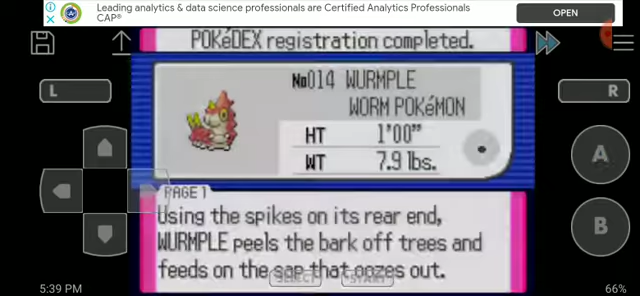 Leading analytics & data science professionals are Certified Analytics Professionals
CAP®
OPEN
POKéDEX registration completed.
L
R
No014 WURMPLE
WORM POKéMON
HT 1'00"
WT 7.9 lbs.
A
B
PAGE 1
Using the spikes on its rear end,
WURMPLE peels the bark off trees and
feeds on the sap that oozes out.
SELECT START
5:39 PM
66%